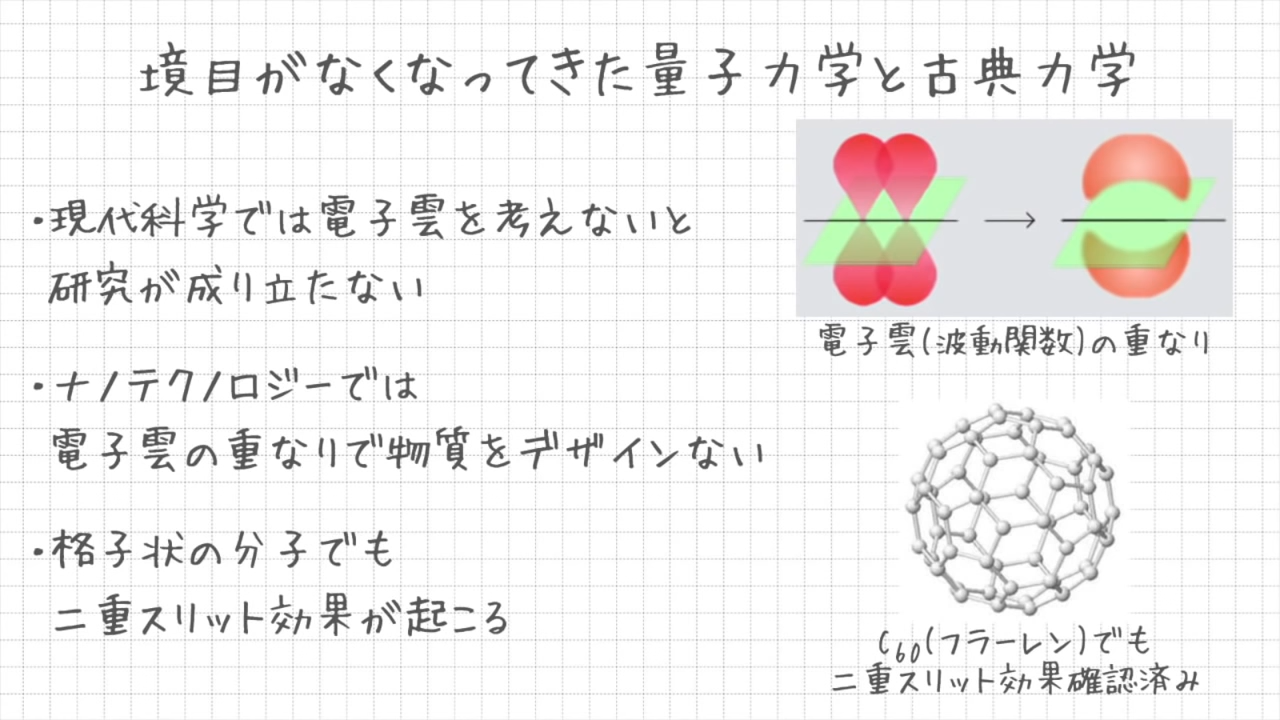 境目がなくなってきた量子力学と古典力学
・現代科学では電子雲を考えないと
研究が成り立たない
・ナノテクノロジーでは
電子雲の重なりで物質をデザインない
・格子状の分子でも
二重スリット効果が起こる
電子雲(波動関数)の重なり
C60(フラーレン)でも
二重スリット効果確認済み